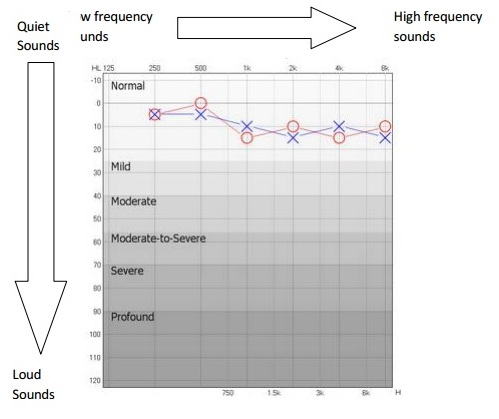 Quiet
Sounds
w frequency
unds
High frequency
sounds
HL 125 250 500 1k 2k 4k 8k
-10
Normal
0
10
20
Mild
30
40
Moderate
50
Moderate-to-Severe
60
70
Severe
80
90
Profound
100
110
120
750 1.5k 3k 6k H
Loud
Sounds